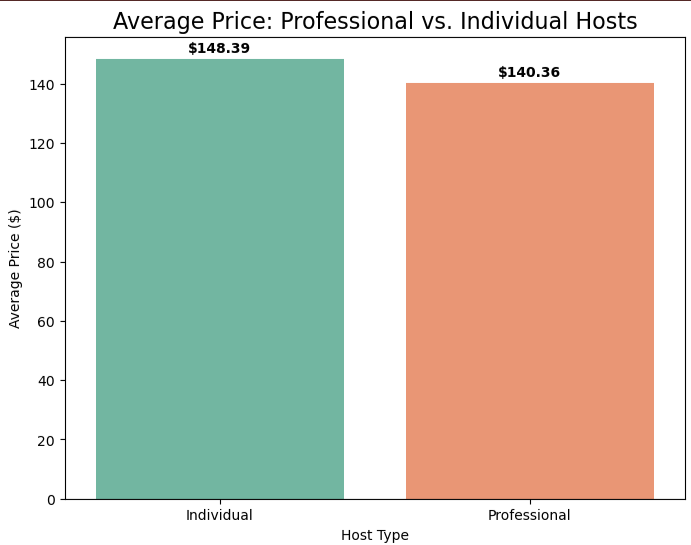 Average Price: Professional vs. Individual Hosts
$148.39
$140.36
140
120
100
80
60
40
20
0
Average Price ($)
Individual
Professional
Host Type